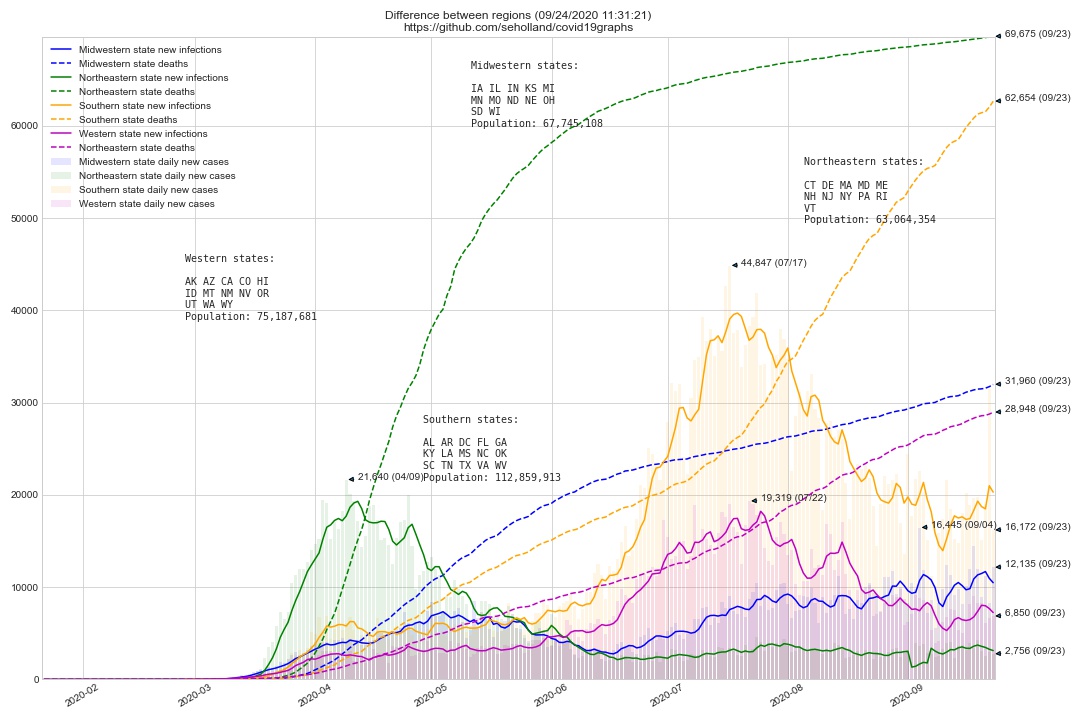 Difference between regions (09/24/2020 11:31:21)
https://github.com/seholland/covid19graphs
Midwestern state new infections
Midwestern state deaths
Northeastern state new infections
Northeastern state deaths
Southern state new infections
Southern state deaths
Western state new infections
Northeastern state deaths
Midwestern state daily new cases
Northeastern state daily new cases
Southern state daily new cases
Western state daily new cases
Midwestern states:
IA IL IN KS MI
MN MO ND NE OH
SD WI
Population: 67,745,108
Northeastern states:
CT DE MA MD ME
NH NJ NY PA RI
VT
Population: 63,064,354
Western states:
AK AZ CA CO HI
ID MT NM NV OR
UT WA WY
Population: 75,187,681
Southern states:
AL AR DC FL GA
KY LA MS NC OK
SC TN TX VA WV
Population: 112,859,913
69,675 (09/23)
62,654 (09/23)
44,847 (07/17)
31,960 (09/23)
28,948 (09/23)
21,640 (04/09)
19,319 (07/22)
16,445 (09/04)
16,172 (09/23)
12,135 (09/23)
6,850 (09/23)
2,756 (09/23)
60000
50000
40000
30000
20000
10000
0
2020-02
2020-03
2020-04
2020-05
2020-06
2020-07
2020-08
2020-09